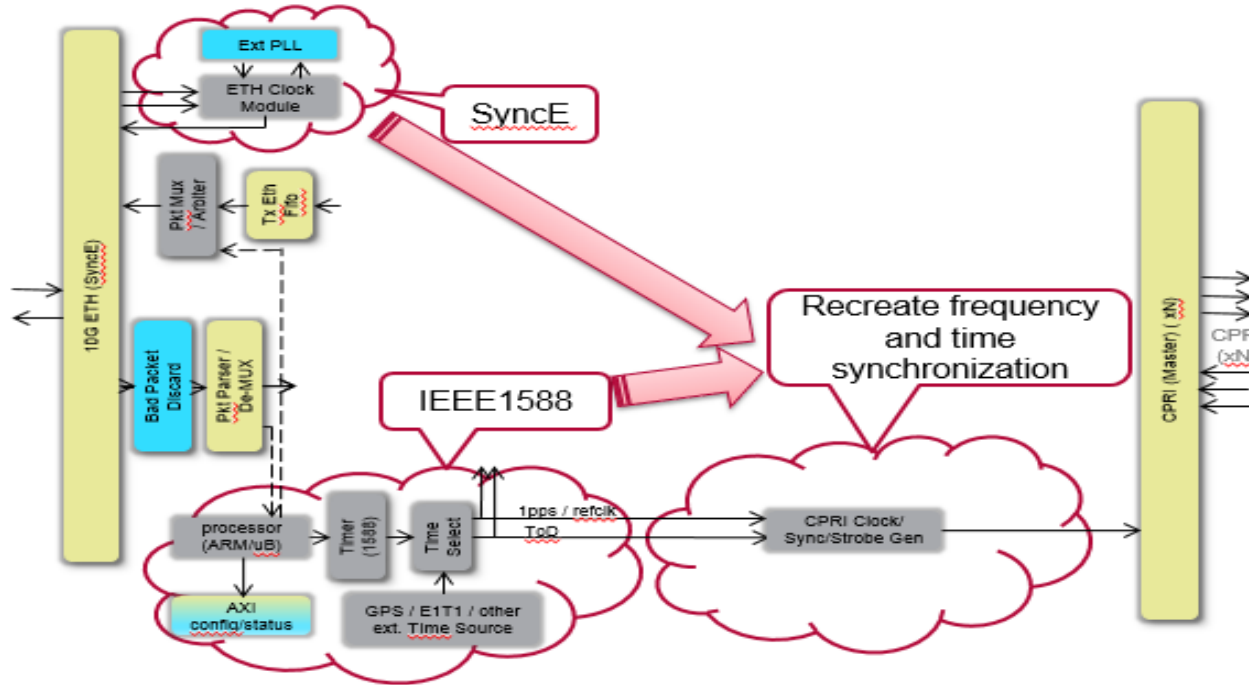 Ext PLL
ETH Clock
Module
SyncE
10G ETH (SyncE)
Pkt Mux
/ Arbiter
Tx Eth
Fifo
Bad Packet
Discard
Pkt Parser /
De-MUX
IEEE1588
Recreate frequency
and time
synchronization
CPRI (Master) ( xN)
CPR
(xN
processor
(ARM/uB)
Timer
(1588)
Time
Select
1pps / refclk
ToD
CPRI Clock/
Sync/Strobe Gen
AXI
config/status
GPS / E1T1 / other
ext. Time Source